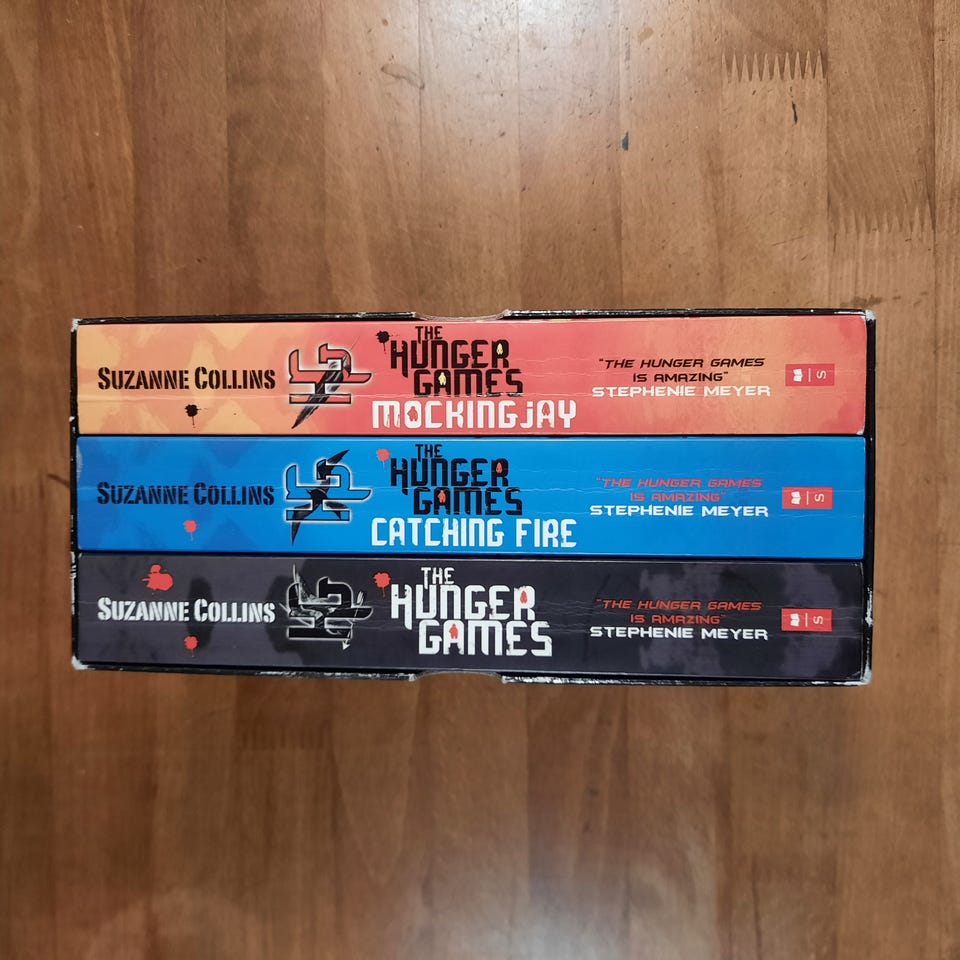 SUZANNE COLLINS
THE
HUNGER
GAMES
MOCKINGJAY
"THE HUNGER GAMES
IS AMAZING"
STEPHENIE MEYER
S
SUZANNE COLLINS
THE
HUNGER
GAMES
CATCHING FIRE
"THE HUNGER GAMES
IS AMAZING"
STEPHENIE MEYER
S
SUZANNE COLLINS
THE
HUNGER
GAMES
"THE HUNGER GAMES
IS AMAZING"
STEPHENIE MEYER
S